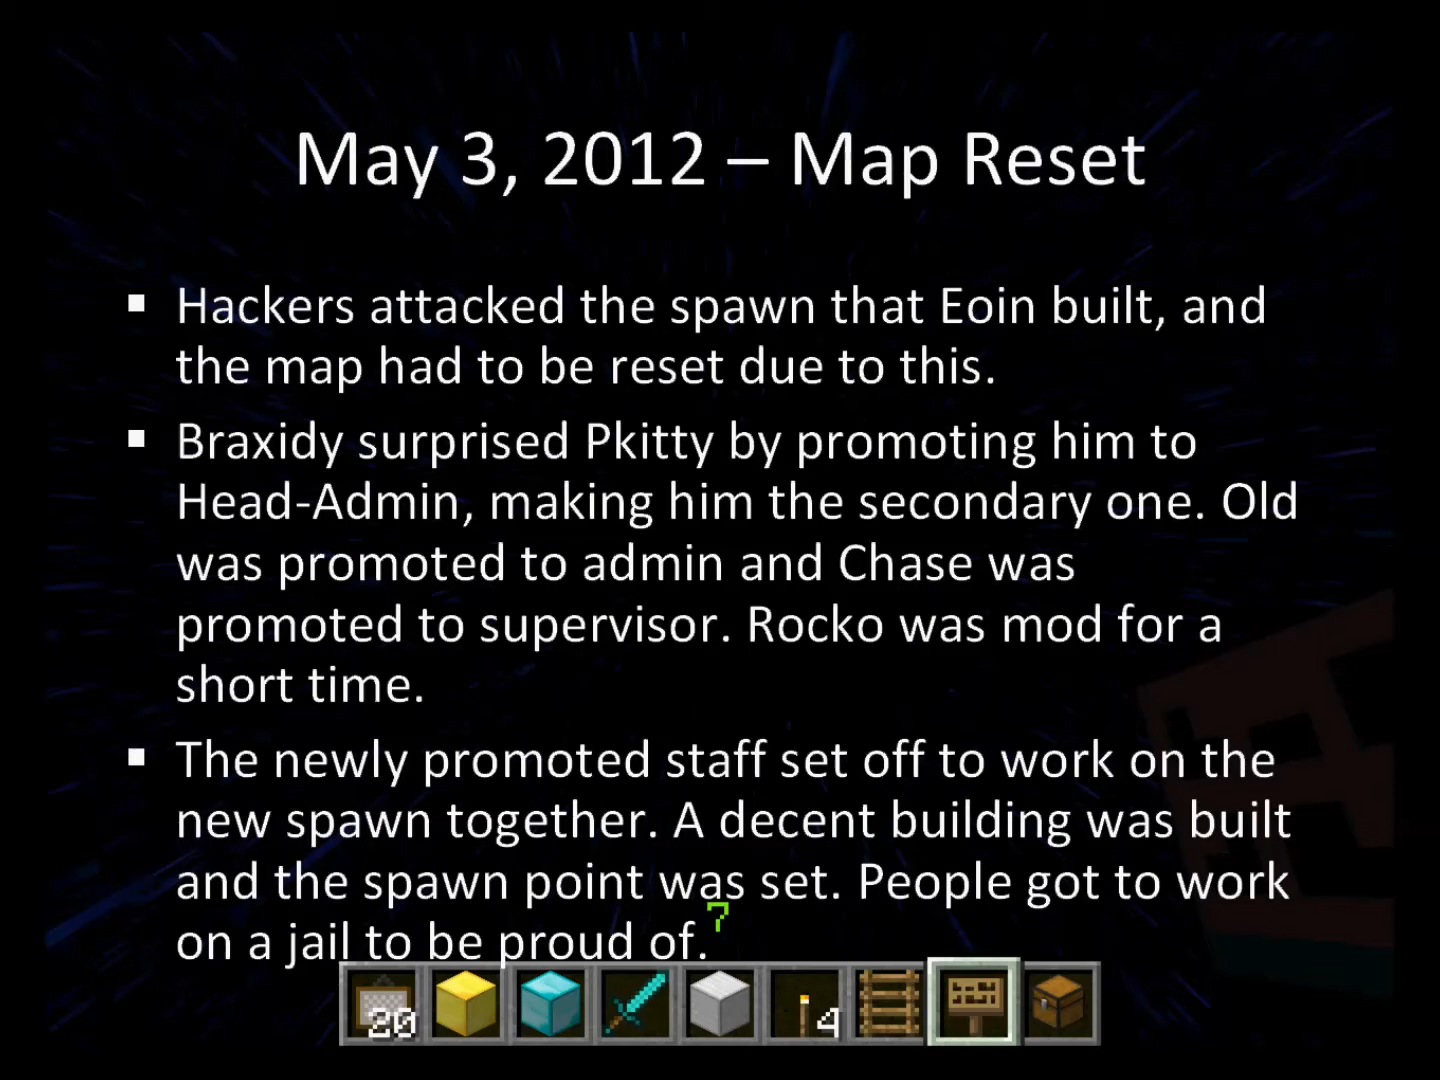 May 3, 2012 – Map Reset
▪ Hackers attacked the spawn that Eoin built, and
the map had to be reset due to this.
▪ Braxidy surprised Pkitty by promoting him to
Head-Admin, making him the secondary one. Old
was promoted to admin and Chase was
promoted to supervisor. Rocko was mod for a
short time.
▪ The newly promoted staff set off to work on the
new spawn together. A decent building was built
and the spawn point was set. People got to work
on a jail to be proud of.
7
20
4